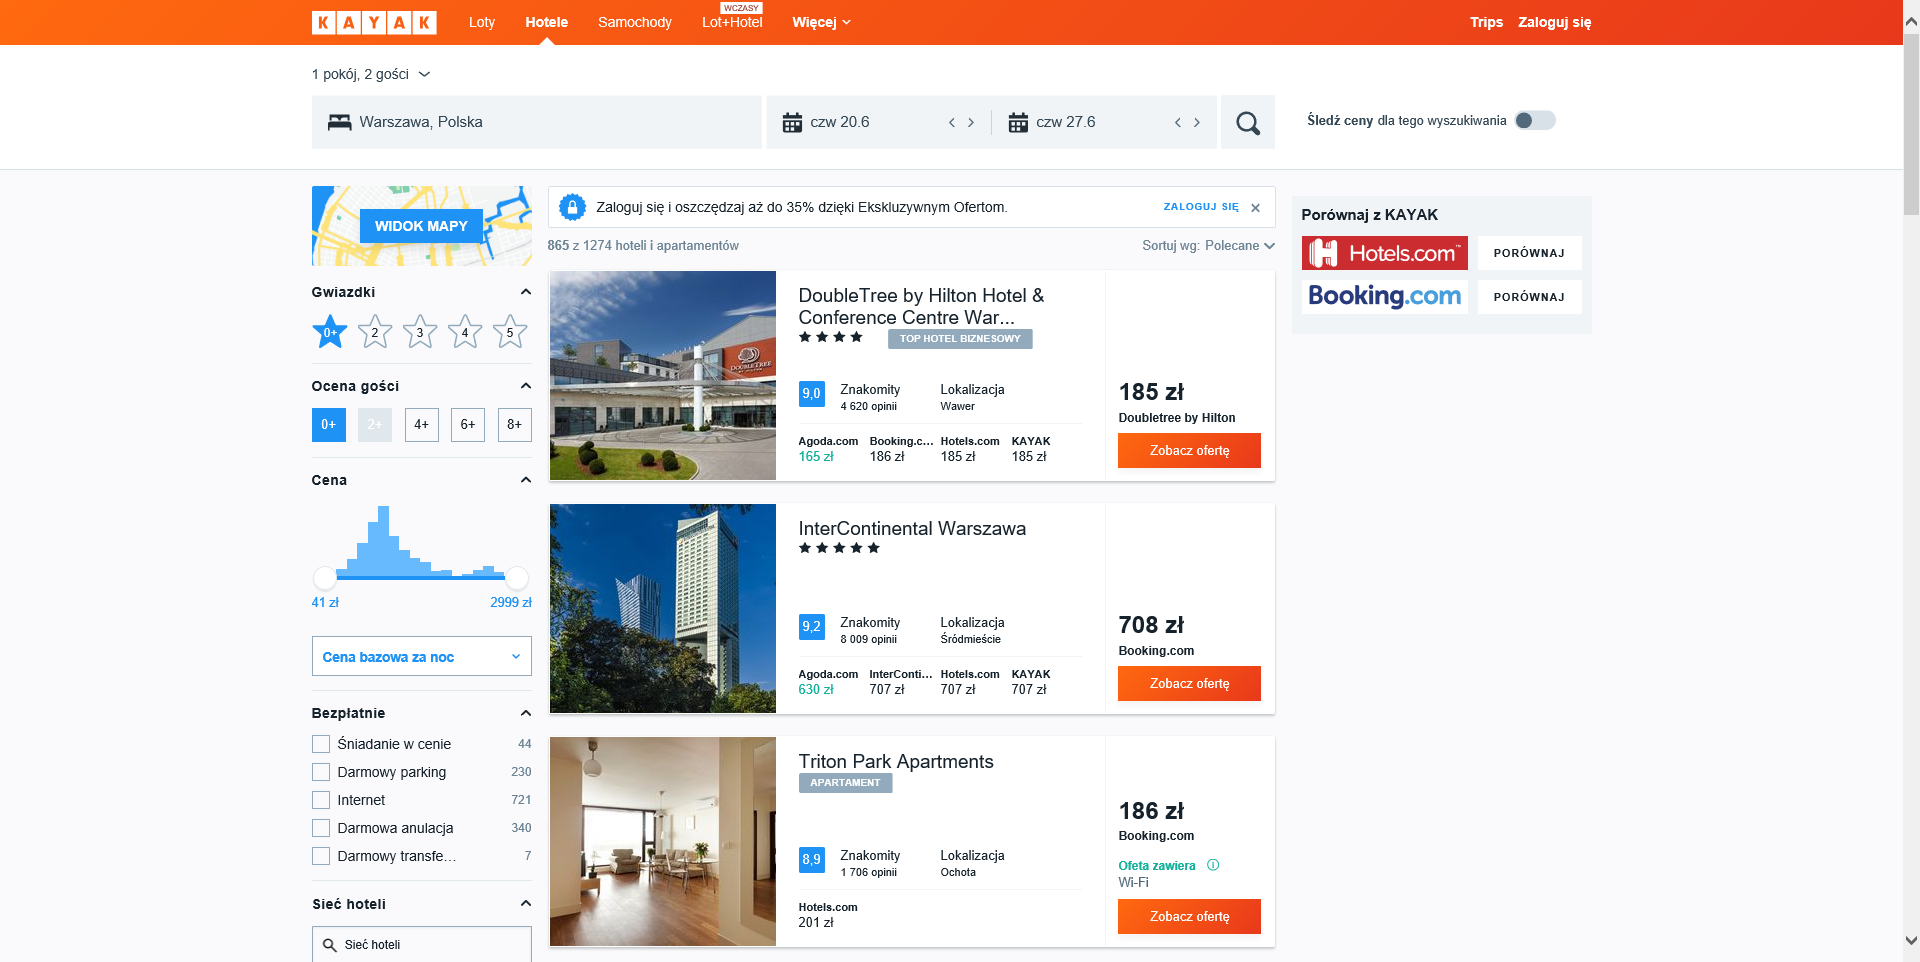 KAYAK
Loty
Hotele
Samochody
WCZASY
Lot+Hotel
Więcej
Trips
Zaloguj się
1 pokój, 2 gości
Warszawa, Polska
czw 20.6
czw 27.6
Śledź ceny dla tego wyszukiwania
WIDOK MAPY
Gwiazdki
0+ 2 3 4 5
Ocena gości
0+ 2+ 4+ 6+ 8+
Cena
41 zł 2999 zł
Cena bazowa za noc
Bezpłatnie
Śniadanie w cenie 44
Darmowy parking 230
Internet 721
Darmowa anulacja 340
Darmowy transfe... 7
Sieć hoteli
Sieć hoteli
Zaloguj się i oszczędzaj aż do 35% dzięki Ekskluzywnym Ofertom.
ZALOGUJ SIĘ
865 z 1274 hoteli i apartamentów
Sortuj wg: Polecane
DOUBLETREE
DoubleTree by Hilton Hotel &
Conference Centre War...
TOP HOTEL BIZNESOWY
9,0
Znakomity
4 620 opinii
Lokalizacja
Wawer
Agoda.com Booking.c... Hotels.com KAYAK
165 zł 186 zł 185 zł 185 zł
185 zł
Doubletree by Hilton
Zobacz ofertę
InterContinental Warszawa
9,2
Znakomity
8 009 opinii
Lokalizacja
Śródmieście
Agoda.com InterConti... Hotels.com KAYAK
630 zł 707 zł 707 zł 707 zł
708 zł
Booking.com
Zobacz ofertę
Triton Park Apartments
APARTAMENT
8,9
Znakomity
1 706 opinii
Lokalizacja
Ochota
Hotels.com
201 zł
186 zł
Booking.com
Ofeta zawiera
Wi-Fi
Zobacz ofertę
Porównaj z KAYAK
Hotels.com
PORÓWNAJ
Booking.com
PORÓWNAJ